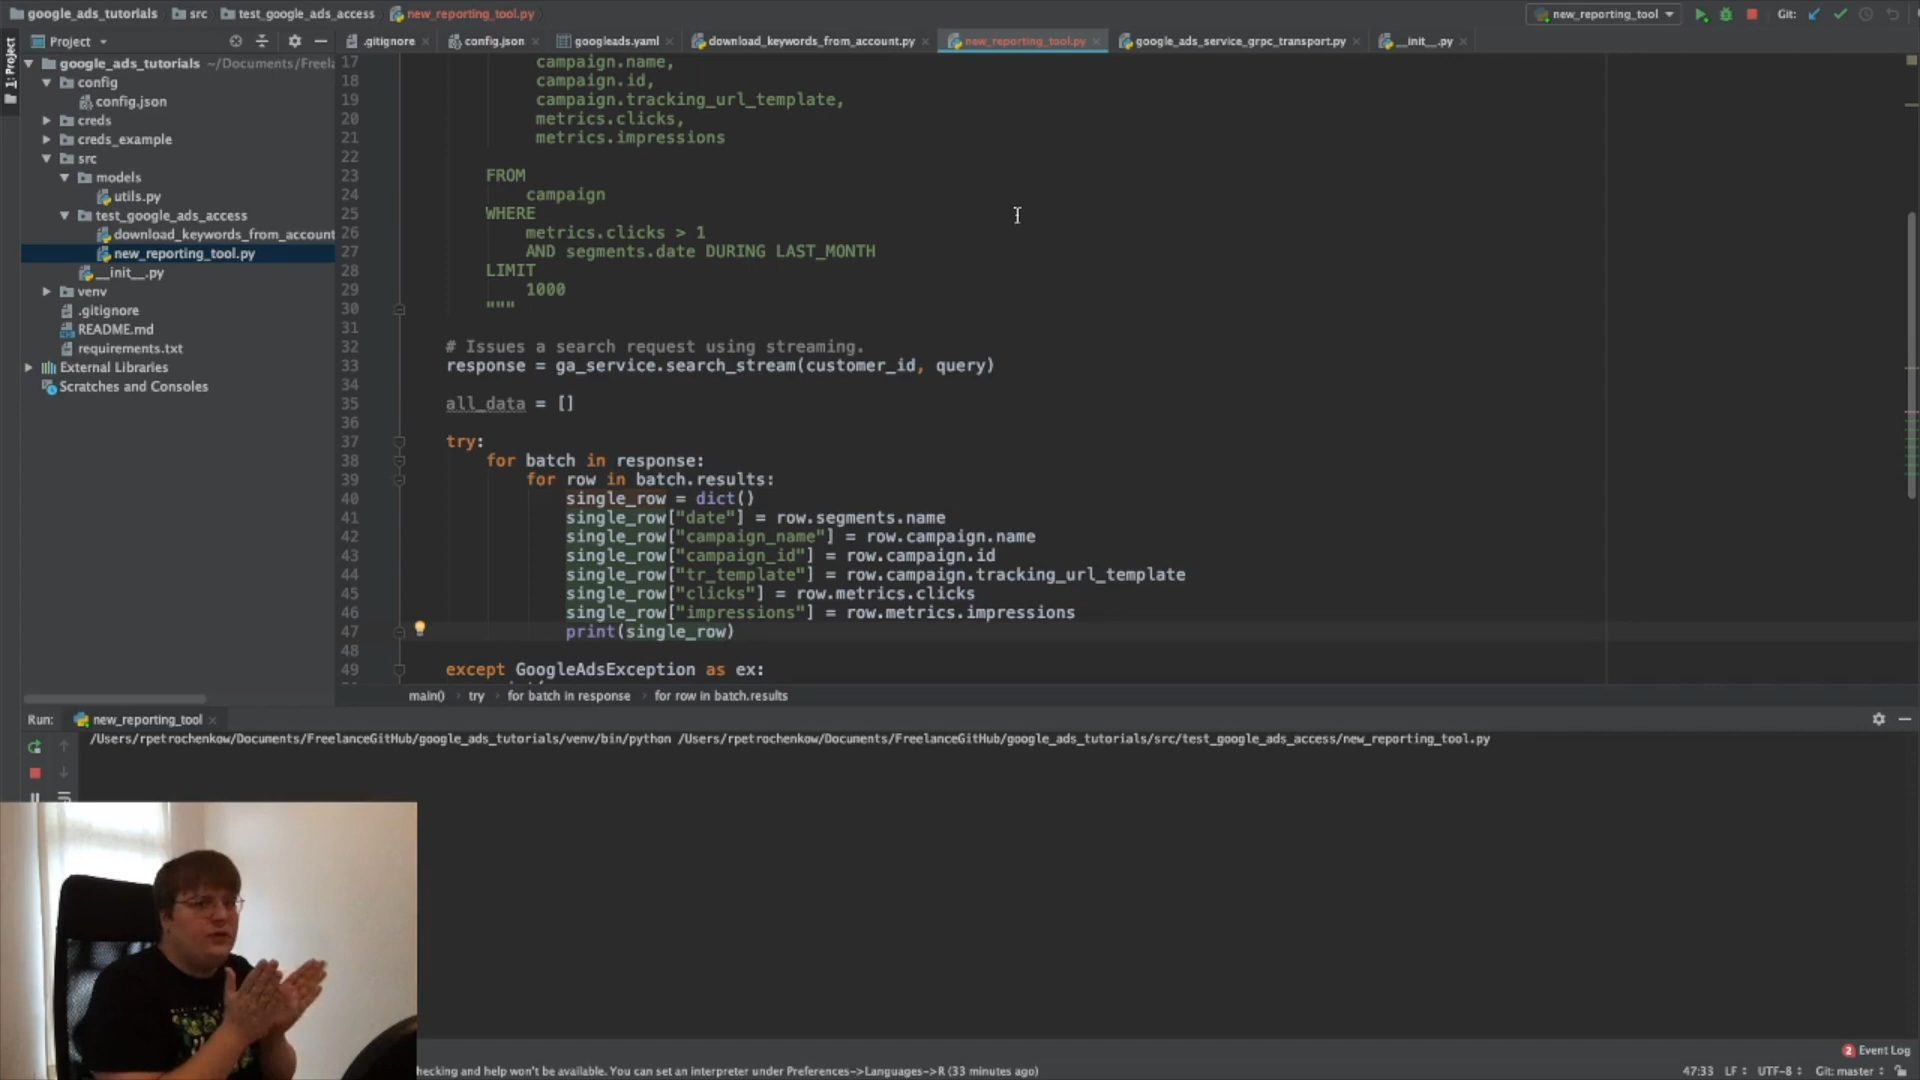 google_ads_tutorials src test_google_ads_access new_reporting_tool.py new_reporting_tool Git:
1: Project
Project .gitignore config.json googleads.yaml download_keywords_from_account.py new_reporting_tool.py google_ads_service_grpc_transport.py __init__.py
google_ads_tutorials ~/Documents/Freela
config
config.json
creds
creds_example
src
models
utils.py
test_google_ads_access
download_keywords_from_account
new_reporting_tool.py
__init__.py
venv
.gitignore
README.md
requirements.txt
External Libraries
Scratches and Consoles
17 campaign.name,
18 campaign.id,
19 campaign.tracking_url_template,
20 metrics.clicks,
21 metrics.impressions
22
23 FROM
24 campaign
25 WHERE
26 metrics.clicks > 1
27 AND segments.date DURING LAST_MONTH
28 LIMIT
29 1000
30 """
31
32 # Issues a search request using streaming.
33 response = ga_service.search_stream(customer_id, query)
34
35 all_data = []
36
37 try:
38 for batch in response:
39 for row in batch.results:
40 single_row = dict()
41 single_row["date"] = row.segments.name
42 single_row["campaign_name"] = row.campaign.name
43 single_row["campaign_id"] = row.campaign.id
44 single_row["tr_template"] = row.campaign.tracking_url_template
45 single_row["clicks"] = row.metrics.clicks
46 single_row["impressions"] = row.metrics.impressions
47 print(single_row)
48
49 except GoogleAdsException as ex:
main() try for batch in response for row in batch.results
Run: new_reporting_tool
/Users/rpetrochenkow/Documents/FreelanceGitHub/google_ads_tutorials/venv/bin/python /Users/rpetrochenkow/Documents/FreelanceGitHub/google_ads_tutorials/src/test_google_ads_access/new_reporting_tool.py
2 Event Log
hecking and help won't be available. You can set an interpreter under Preferences->Languages->R (33 minutes ago) 47:33 LF UTF-8 Git: master